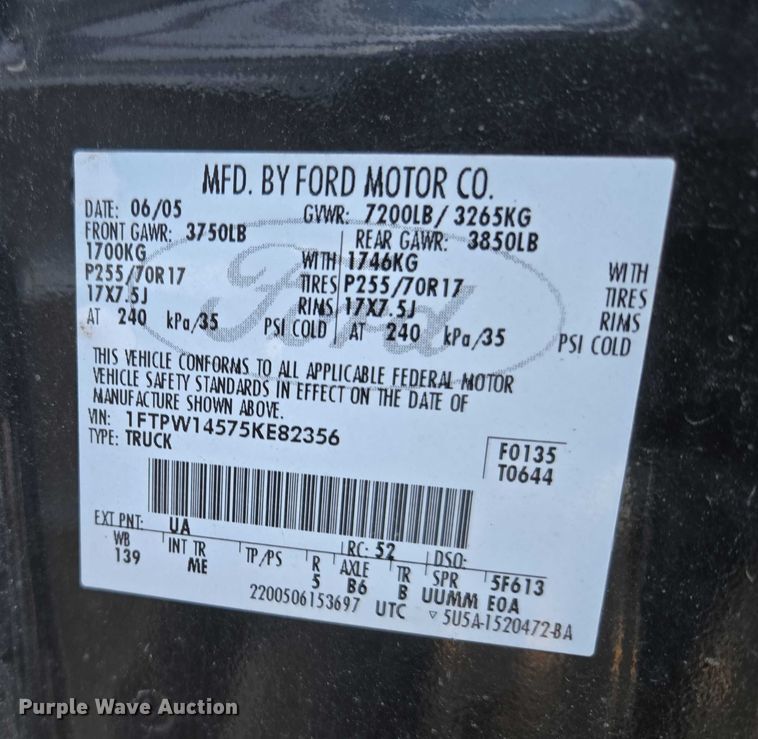 MFD. BY FORD MOTOR CO.
DATE: 06/05 GVWR: 7200LB/ 3265KG
FRONT GAWR: 3750LB REAR GAWR: 3850LB
1700KG WITH 1746KG WITH
P255/70R17 TIRES P255/70R17 TIRES
17X7.5J RIMS 17X7.5J RIMS
AT 240 kPa/35 PSI COLD AT 240 kPa/35 PSI COLD
Ford
THIS VEHICLE CONFORMS TO ALL APPLICABLE FEDERAL MOTOR
VEHICLE SAFETY STANDARDS IN EFFECT ON THE DATE OF
MANUFACTURE SHOWN ABOVE.
VIN: 1FTPW14575KE82356
TYPE: TRUCK
F0135
T0644
EXT PNT: UA RC: 52 DSO:
WB INT TR TP/PS R AXLE TR SPR 5F613
139 ME 5 B6 B UUMM E0A
2200506153697 UTC ▽ 5U5A-1520472-BA
Purple Wave Auction